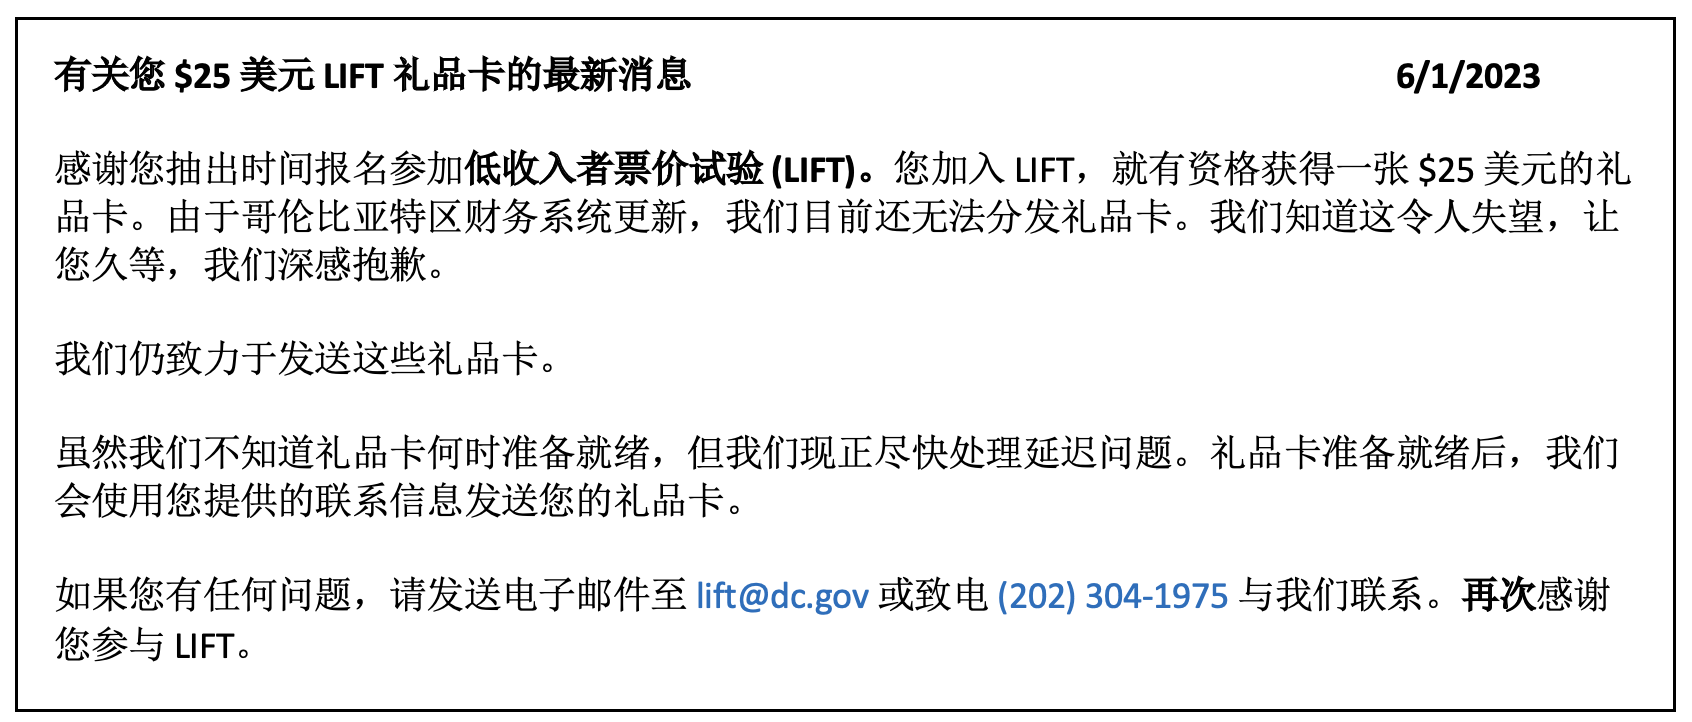 有关您 $25 美元 LIFT 礼品卡的最新消息 6/1/2023
感谢您抽出时间报名参加低收入者票价试验 (LIFT)。您加入 LIFT，就有资格获得一张 $25 美元的礼
品卡。由于哥伦比亚特区财务系统更新，我们目前还无法分发礼品卡。我们知道这令人失望，让
您久等，我们深感抱歉。
我们仍致力于发送这些礼品卡。
虽然我们不知道礼品卡何时准备就绪，但我们现正尽快处理延迟问题。礼品卡准备就绪后，我们
会使用您提供的联系信息发送您的礼品卡。
如果您有任何问题，请发送电子邮件至 lift@dc.gov 或致电 (202) 304-1975 与我们联系。再次感谢
您参与 LIFT。